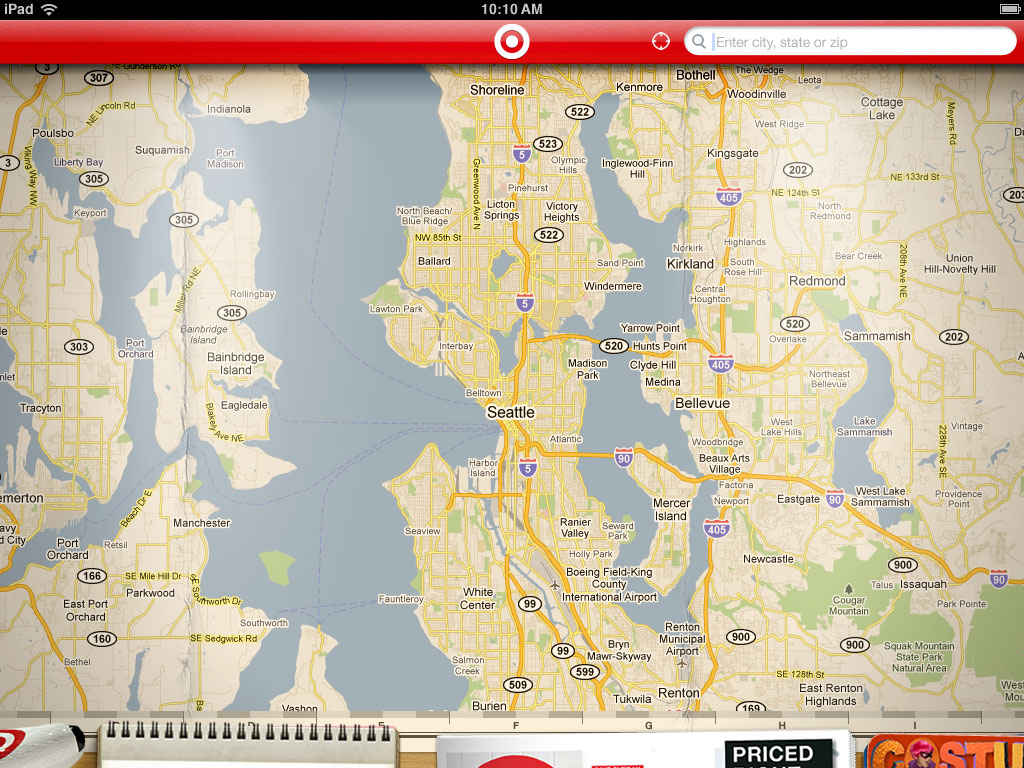 iPad
10:10 AM
Enter city, state or zip
3
307
Shoreline
Kenmore
Bothell
The Wedge
Leota
Woodinville
NE Lincoln Rd
Indianola
522
Cottage
Lake
Meyers Rd
Poulsbo
West Ridge
Liberty Bay
Suquamish
Port
Madison
523
5
Olympic
Hills
Inglewood-Finn
Hill
Kingsgate
202
3
Viking Way NW
305
Greenwood Ave N
Pinehurst
405
NE 124th St
NE 133rd St
203
Keyport
305
North Beach/
Blue Ridge
Licton
Springs
Victory
Heights
North
Redmond
NW 85th St
522
Norkirk
Highlands
Bear Creek
208th Ave NE
Union
Hill-Novelty Hill
Ballard
Sand Point
Kirkland
South
Rose Hill
Miller Rd NE
Windermere
Central
Houghton
Redmond
Rollingbay
5
Lawton Park
305
Bainbridge
Island
520
Yarrow Point
Overlake
Sammamish
202
303
Port
Orchard
Interbay
520
Hunts Point
Bainbridge
Island
Madison
Park
Clyde Hill
405
Medina
Northeast
Bellevue
Belltown
Tracyton
Eagledale
Seattle
Bellevue
Blakely Ave NE
West
Lake Hills
Lake
Sammamish
Vintage
228th Ave SE
Atlantic
Woodbridge
Harbor
Island
5
90
Beaux Arts
Village
Factoria
Newport
Eastgate
90
West Lake
Sammamish
Providence
Point
Beach Dr E
Mercer
Island
Manchester
Seaview
Ranier
Valley
Seward
Park
405
Port
Orchard
Retsil
Holly Park
Newcastle
900
90
166
SE Mile Hill Dr
Parkwood
Boeing Field-King
County
International Airport
Talus
Issaquah
Cougar
Mountain
Park Pointe
East Port
Orchard
Fauntleroy
White
Center
99
Southworth
160
SE Sedgwick Rd
Renton
Municipal
Airport
900
900
Squak Mountain
State Park
Natural Area
Bethel
Salmon
Creek
99
Bryn
Mawr-Skyway
599
SE 128th St
509
Tukwila
Renton
East Renton
Highlands
Vashon
Burien
169
F
G
H
I
PRICED